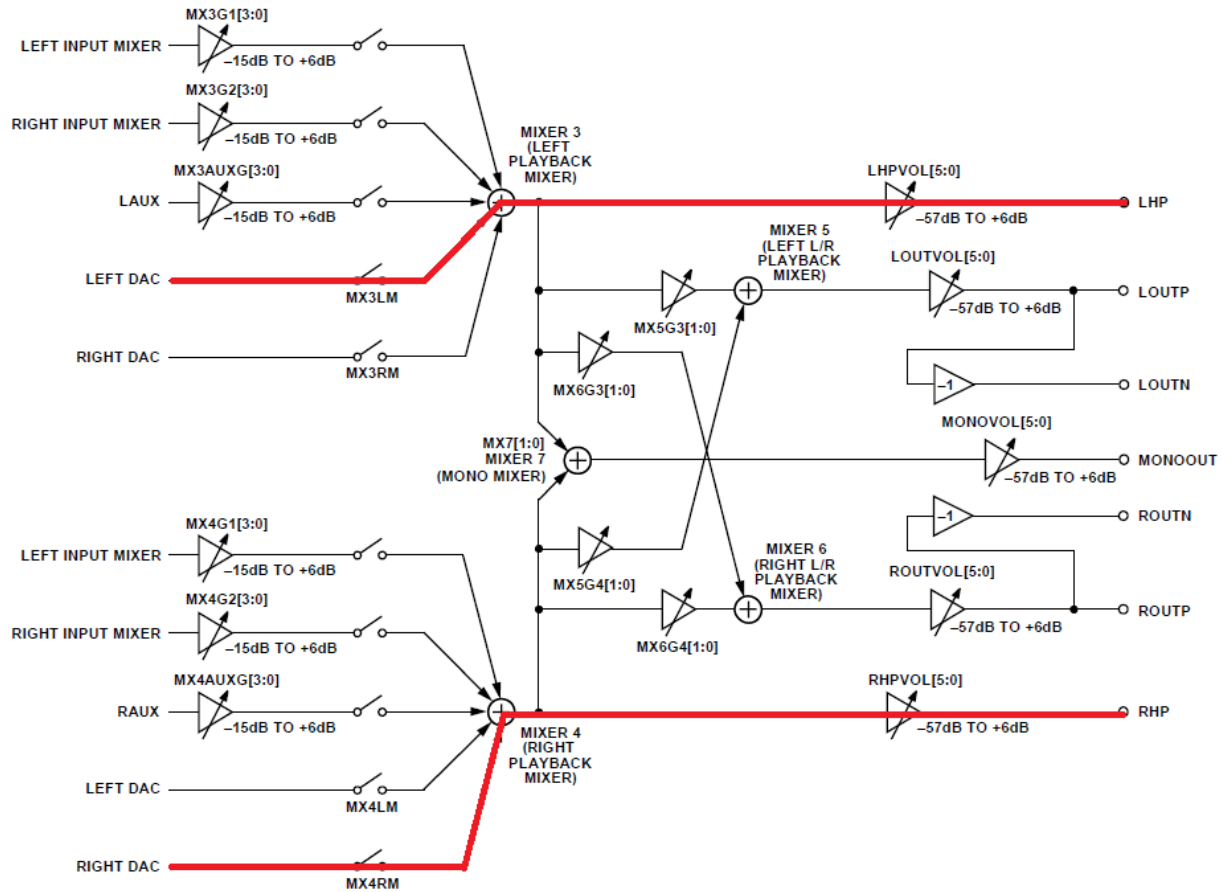 MX3G1[3:0]
LEFT INPUT MIXER
–15dB TO +6dB
MX3G2[3:0]
RIGHT INPUT MIXER
–15dB TO +6dB
MIXER 3
(LEFT
PLAYBACK
MIXER)
MX3AUXG[3:0]
LAUX
–15dB TO +6dB
LHPVOL[5:0]
–57dB TO +6dB
LHP
LEFT DAC
MX3LM
MIXER 5
(LEFT L/R
PLAYBACK
MIXER)
LOUTVOL[5:0]
–57dB TO +6dB
LOUTP
MX5G3[1:0]
RIGHT DAC
MX3RM
MX6G3[1:0]
–1
LOUTN
MX7[1:0]
MIXER 7
(MONO MIXER)
MONOVOL[5:0]
–57dB TO +6dB
MONOOUT
–1
ROUTN
MX4G1[3:0]
LEFT INPUT MIXER
–15dB TO +6dB
MX5G4[1:0]
MIXER 6
(RIGHT L/R
PLAYBACK
MIXER)
ROUTVOL[5:0]
–57dB TO +6dB
ROUTP
MX4G2[3:0]
RIGHT INPUT MIXER
–15dB TO +6dB
MX6G4[1:0]
MX4AUXG[3:0]
RAUX
–15dB TO +6dB
RHPVOL[5:0]
–57dB TO +6dB
RHP
MIXER 4
(RIGHT
PLAYBACK
MIXER)
LEFT DAC
MX4LM
RIGHT DAC
MX4RM